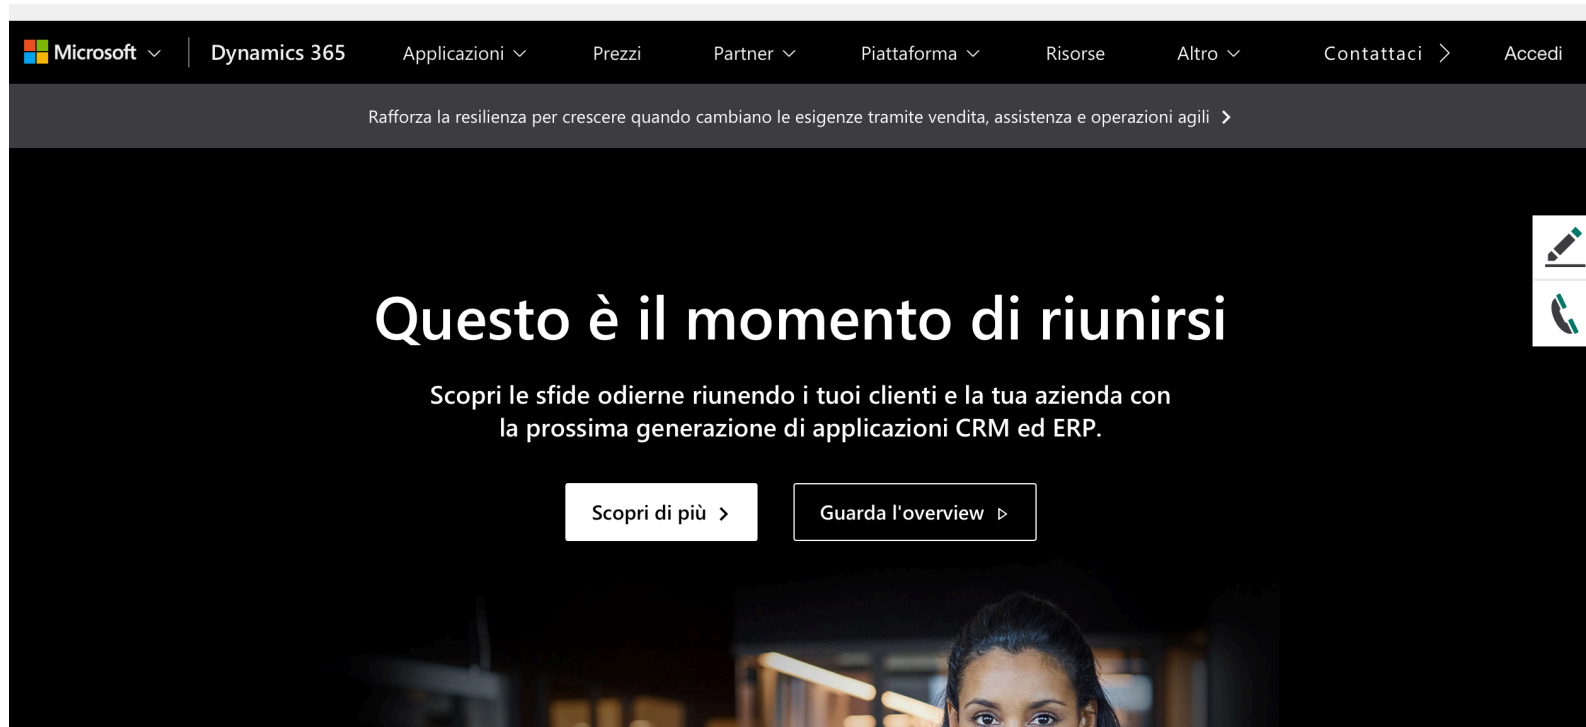 Microsoft Dynamics 365 Applicazioni Prezzi Partner Piattaforma Risorse Altro Contattaci Accedi
Rafforza la resilienza per crescere quando cambiano le esigenze tramite vendita, assistenza e operazioni agili
Questo è il momento di riunirsi
Scopri le sfide odierne riunendo i tuoi clienti e la tua azienda con
la prossima generazione di applicazioni CRM ed ERP.
Scopri di più Guarda l'overview